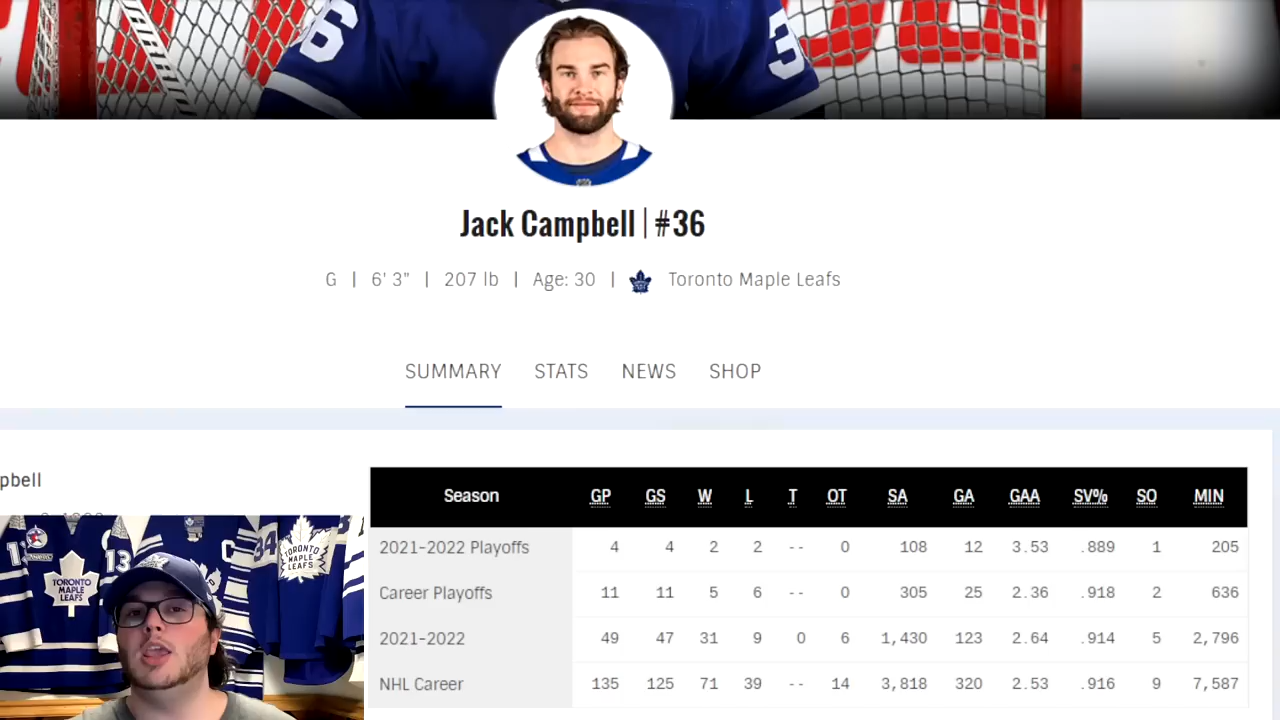 36
3
Jack Campbell | #36
G | 6' 3" | 207 lb | Age: 30 | Toronto Maple Leafs
SUMMARY STATS NEWS SHOP
pbell
Season GP GS W L T OT SA GA GAA SV% SO MIN
2021-2022 Playoffs 4 4 2 2 -- 0 108 12 3.53 .889 1 205
Career Playoffs 11 11 5 6 -- 0 305 25 2.36 .918 2 636
2021-2022 49 47 31 9 0 6 1,430 123 2.64 .914 5 2,796
NHL Career 135 125 71 39 -- 14 3,818 320 2.53 .916 9 7,587
13 C 34
TORONTO
MAPLE
LEAFS
TORONTO
MAPLE
LEAFS